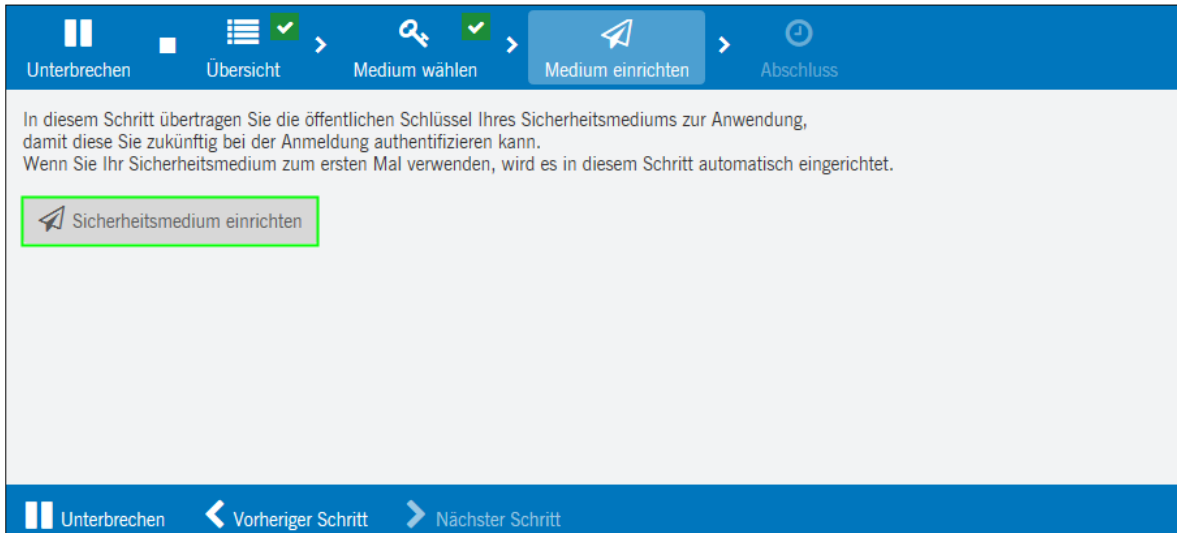 Unterbrechen
Übersicht
Medium wählen
Medium einrichten
Abschluss
In diesem Schritt übertragen Sie die öffentlichen Schlüssel Ihres Sicherheitsmediums zur Anwendung,
damit diese Sie zukünftig bei der Anmeldung authentifizieren kann.
Wenn Sie Ihr Sicherheitsmedium zum ersten Mal verwenden, wird es in diesem Schritt automatisch eingerichtet.
Sicherheitsmedium einrichten
Unterbrechen
Vorheriger Schritt
Nächster Schritt